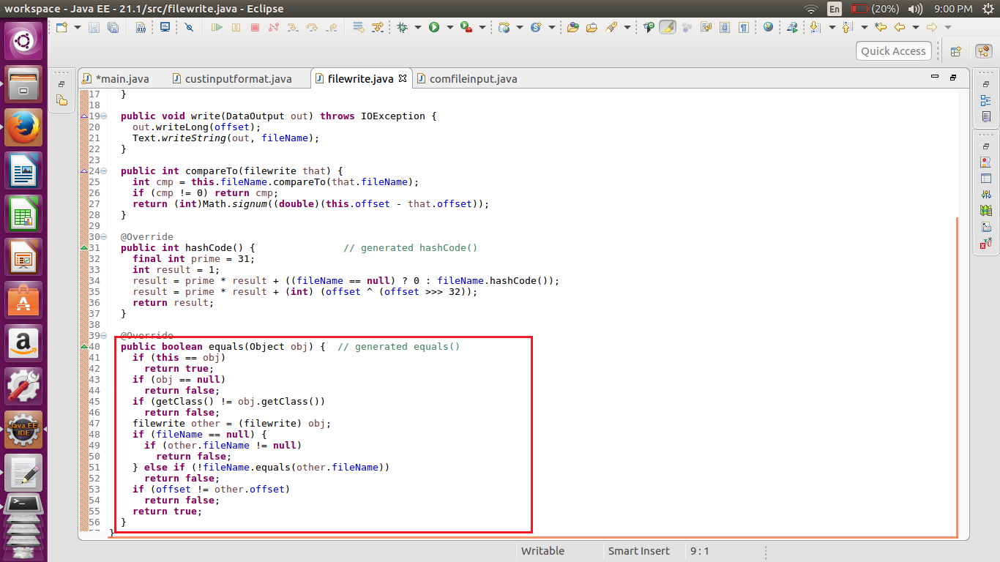 workspace - Java EE - 21.1/src/filewrite.java - Eclipse
En (20%) 9:00 PM
Quick Access
*main.java custinputformat.java filewrite.java comfileinput.java
17 }
18
19 public void write(DataOutput out) throws IOException {
20 out.writeLong(offset);
21 Text.writeString(out, fileName);
22 }
23
24 public int compareTo(filewrite that) {
25 int cmp = this.fileName.compareTo(that.fileName);
26 if (cmp != 0) return cmp;
27 return (int)Math.signum((double)(this.offset - that.offset));
28 }
29
30 @Override
31 public int hashCode() { // generated hashCode()
32 final int prime = 31;
33 int result = 1;
34 result = prime * result + ((fileName == null) ? 0 : fileName.hashCode());
35 result = prime * result + (int) (offset ^ (offset >>> 32));
36 return result;
37 }
38
39 @Override
40 public boolean equals(Object obj) { // generated equals()
41 if (this == obj)
42 return true;
43 if (obj == null)
44 return false;
45 if (getClass() != obj.getClass())
46 return false;
47 filewrite other = (filewrite) obj;
48 if (fileName == null) {
49 if (other.fileName != null)
50 return false;
51 } else if (!fileName.equals(other.fileName))
52 return false;
53 if (offset != other.offset)
54 return false;
55 return true;
56 }
57 }
Java EE
IDE
Writable Smart Insert 9 : 1